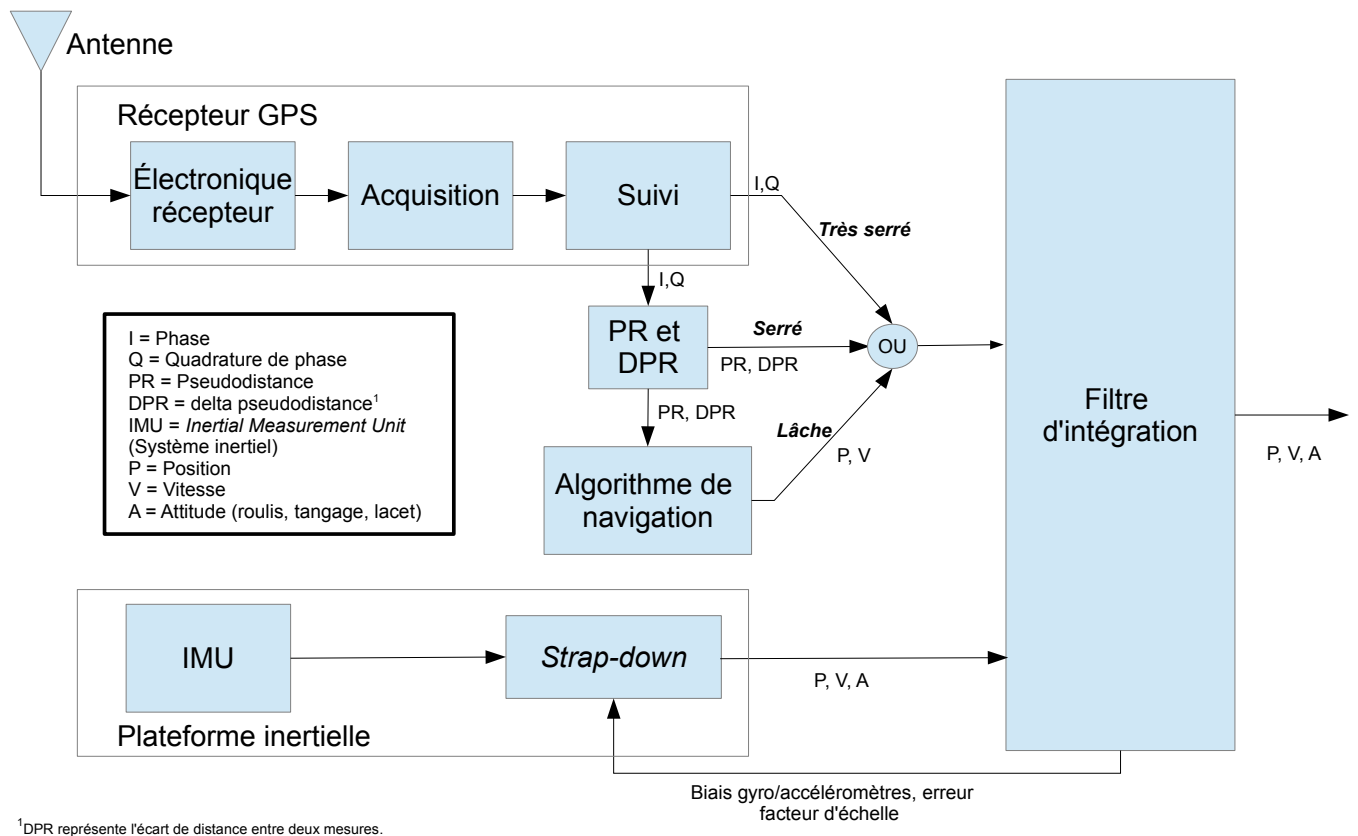 Antenne
Récepteur GPS
Électronique
récepteur
Acquisition
Suivi
I,Q
Très serré
I,Q
PR et
DPR
Serré
PR, DPR
OU
PR, DPR
Lâche
P, V
Algorithme de
navigation
Filtre
d'intégration
P, V, A
I = Phase
Q = Quadrature de phase
PR = Pseudodistance
DPR = delta pseudodistance¹
IMU = Inertial Measurement Unit
(Système inertiel)
P = Position
V = Vitesse
A = Attitude (roulis, tangage, lacet)
IMU
Strap-down
P, V, A
Plateforme inertielle
Biais gyro/accéléromètres, erreur
facteur d'échelle
¹DPR représente l'écart de distance entre deux mesures.